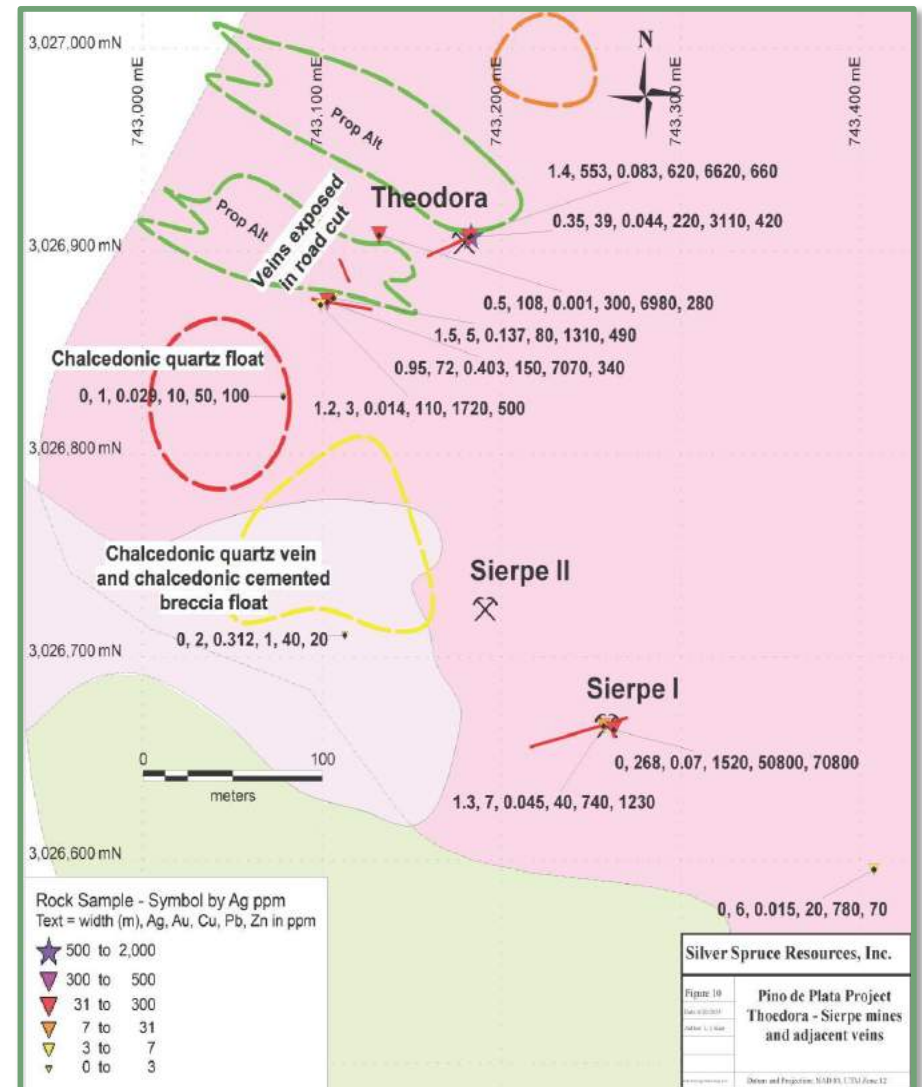 3,027,000 mN
743,000 mE
743,100 mE
743,200 mE
743,300 mE
743,400 mE
N
Prop Alt
1.4, 553, 0.083, 620, 6620, 660
Theodora
0.35, 39, 0.044, 220, 3110, 420
Prop Alt
Veins exposed
in road cut
3,026,900 mN
0.5, 108, 0.001, 300, 6980, 280
1.5, 5, 0.137, 80, 1310, 490
Chalcedonic quartz float
0.95, 72, 0.403, 150, 7070, 340
0, 1, 0.029, 10, 50, 100
1.2, 3, 0.014, 110, 1720, 500
3,026,800 mN
Chalcedonic quartz vein
and chalcedonic cemented
breccia float
Sierpe II
0, 2, 0.312, 1, 40, 20
3,026,700 mN
Sierpe I
0, 268, 0.07, 1520, 50800, 70800
0 100
meters
1.3, 7, 0.045, 40, 740, 1230
3,026,600 mN
0, 6, 0.015, 20, 780, 70
Rock Sample - Symbol by Ag ppm
Text = width (m), Ag, Au, Cu, Pb, Zn in ppm
500 to 2,000
300 to 500
31 to 300
7 to 31
3 to 7
0 to 3
Silver Spruce Resources, Inc.
Figure 10
Pino de Plata Project
Thoedora - Sierpe mines
and adjacent veins
Datum and Projection: NAD 83, UTM Zone 12